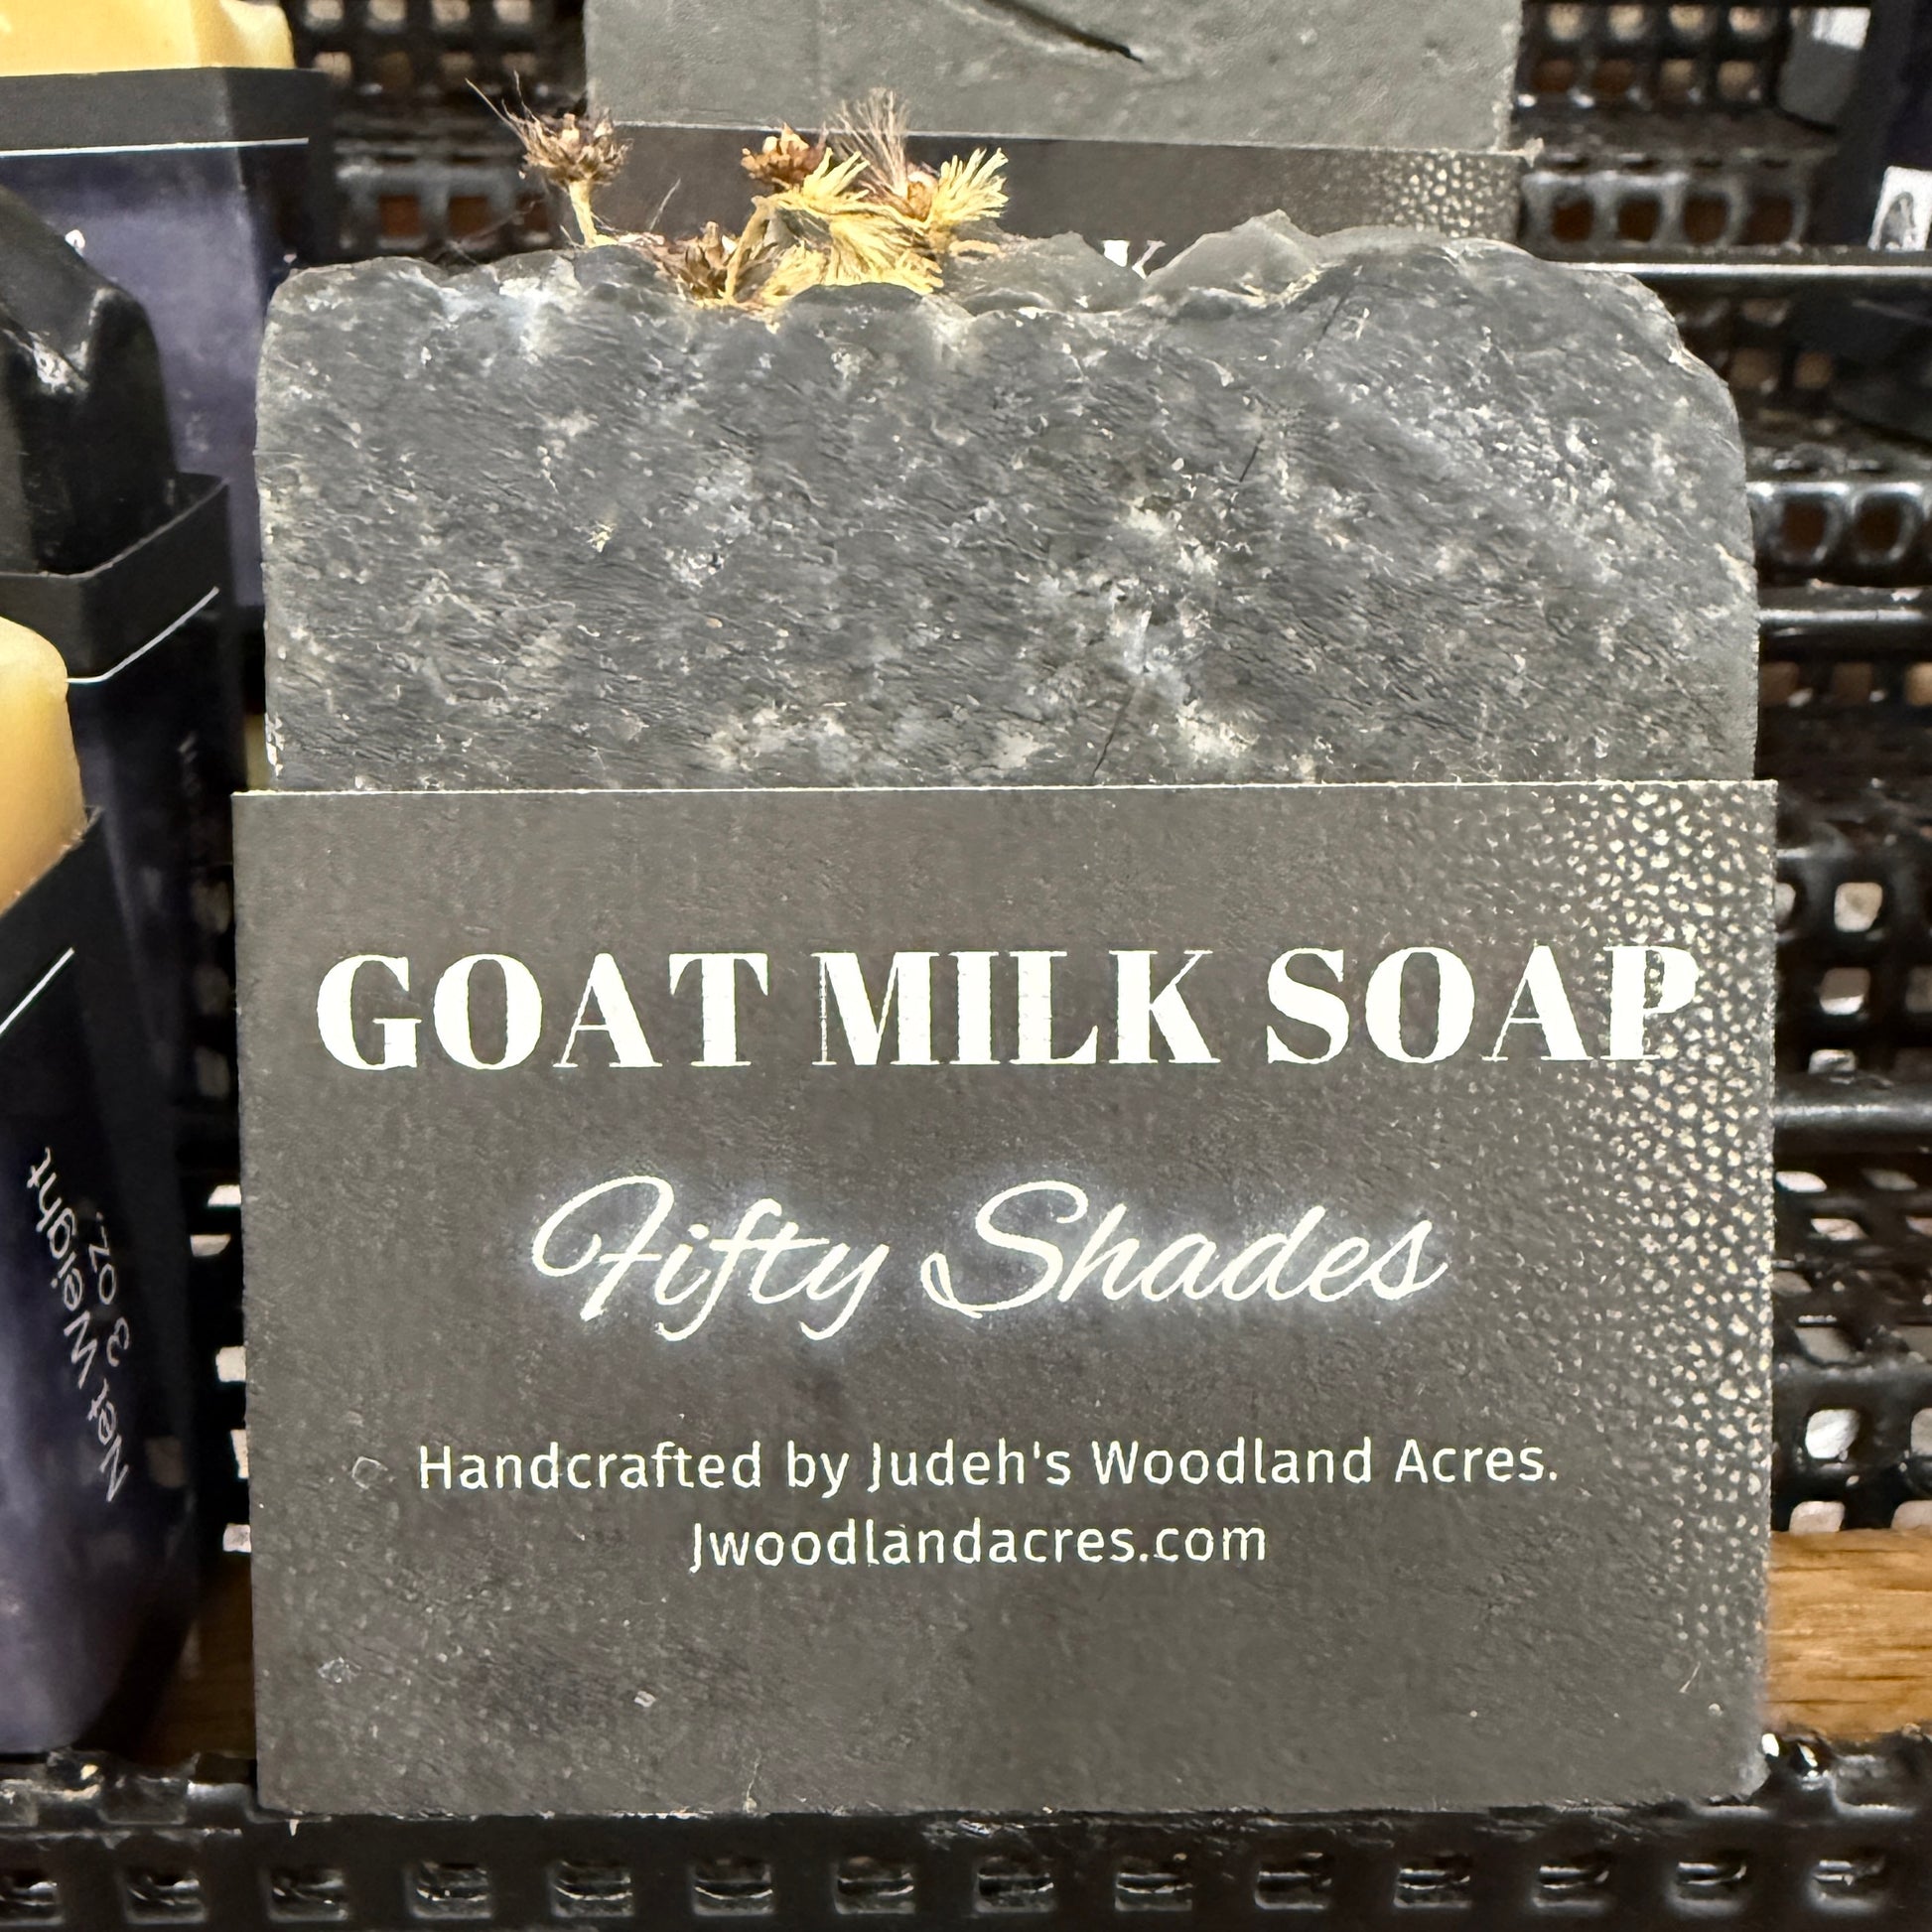 GOAT MILK SOAP
Fifty Shades
Handcrafted by Judeh's Woodland Acres.
Jwoodlandacres.com
Net Weight
3 oz.